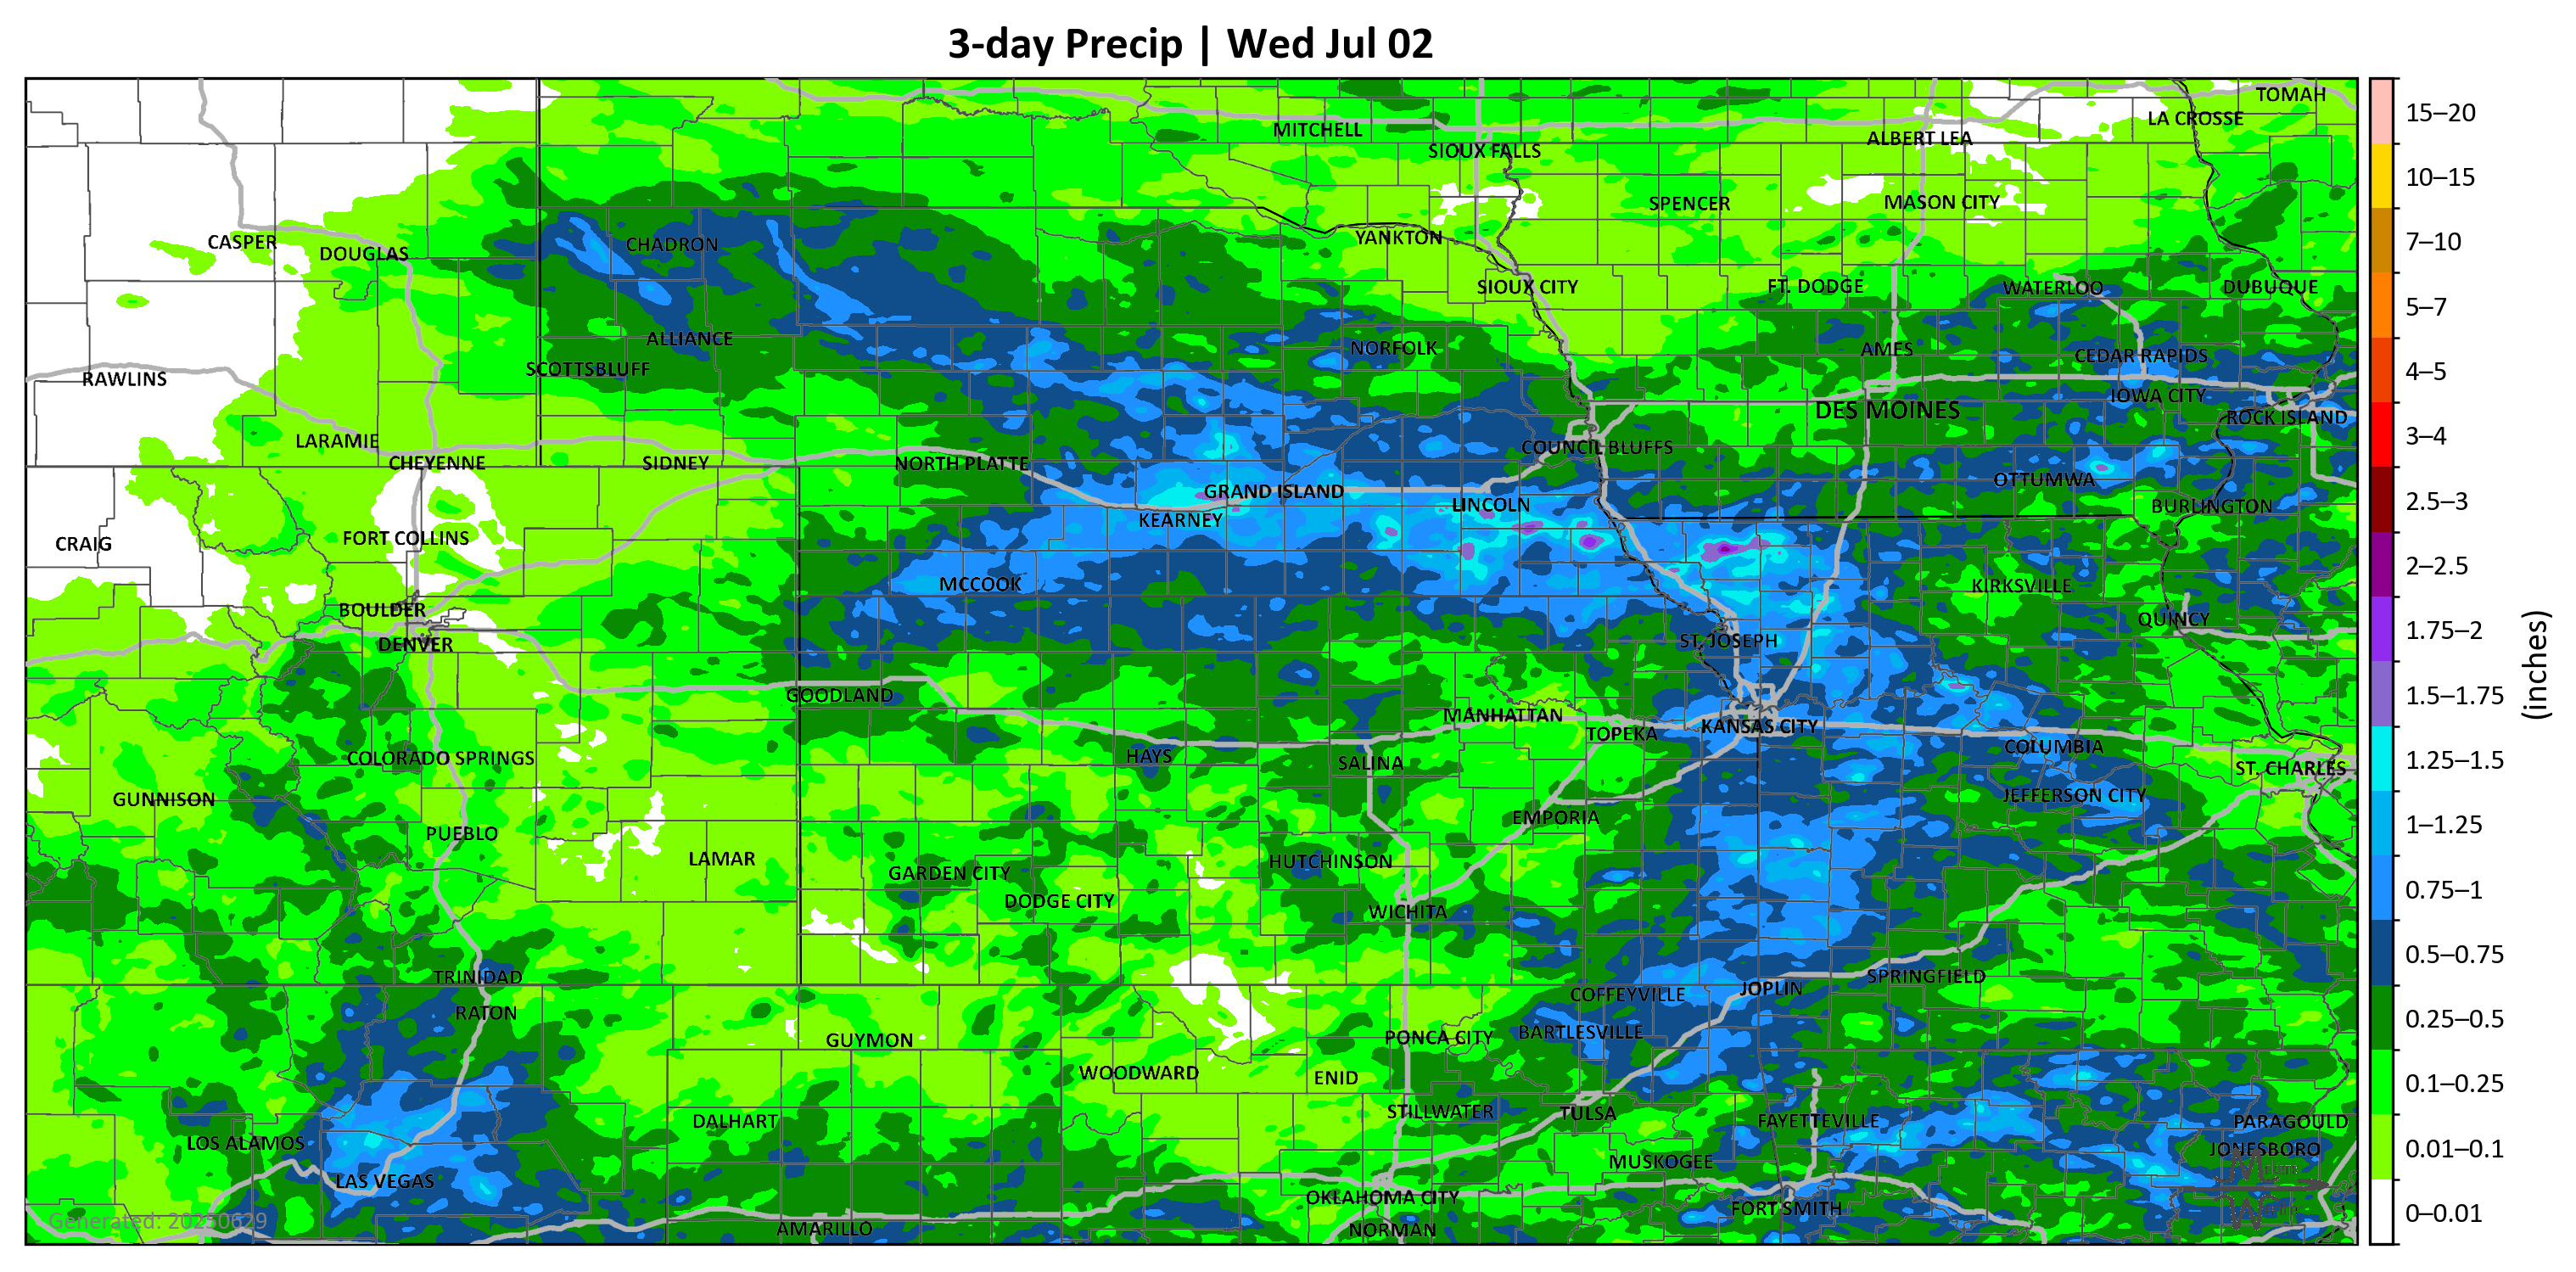 3-day Precip | Wed Jul 02
TOMAH
LA CROSSE
MITCHELL
ALBERT LEA
SIOUX FALLS
SPENCER
MASON CITY
YANKTON
CASPER
DOUGLAS
CHADRON
SIOUX CITY
FT. DODGE
WATERLOO
DUBUQUE
ALLIANCE
NORFOLK
AMES
CEDAR RAPIDS
SCOTTSBLUFF
RAWLINS
IOWA CITY
DES MOINES
ROCK ISLAND
LARAMIE
COUNCIL BLUFFS
CHEYENNE
SIDNEY
NORTH PLATTE
OTTUMWA
GRAND ISLAND
LINCOLN
BURLINGTON
KEARNEY
CRAIG
FORT COLLINS
MCCOOK
KIRKSVILLE
BOULDER
QUINCY
DENVER
ST. JOSEPH
GOODLAND
MANHATTAN
TOPEKA
KANSAS CITY
COLUMBIA
COLORADO SPRINGS
HAYS
SALINA
ST. CHARLES
GUNNISON
JEFFERSON CITY
EMPORIA
PUEBLO
LAMAR
HUTCHINSON
GARDEN CITY
DODGE CITY
WICHITA
TRINIDAD
SPRINGFIELD
JOPLIN
COFFEYVILLE
RATON
BARTLESVILLE
GUYMON
PONCA CITY
WOODWARD
ENID
STILLWATER
TULSA
DALHART
FAYETTEVILLE
PARAGOULD
LOS ALAMOS
JONESBORO
MUSKOGEE
LAS VEGAS
OKLAHOMA CITY
FORT SMITH
AMARILLO
NORMAN
Generated: 20250629
15–20
10–15
7–10
5–7
4–5
3–4
2.5–3
2–2.5
1.75–2
1.5–1.75
1.25–1.5
1–1.25
0.75–1
0.5–0.75
0.25–0.5
0.1–0.25
0.01–0.1
0–0.01
(inches)